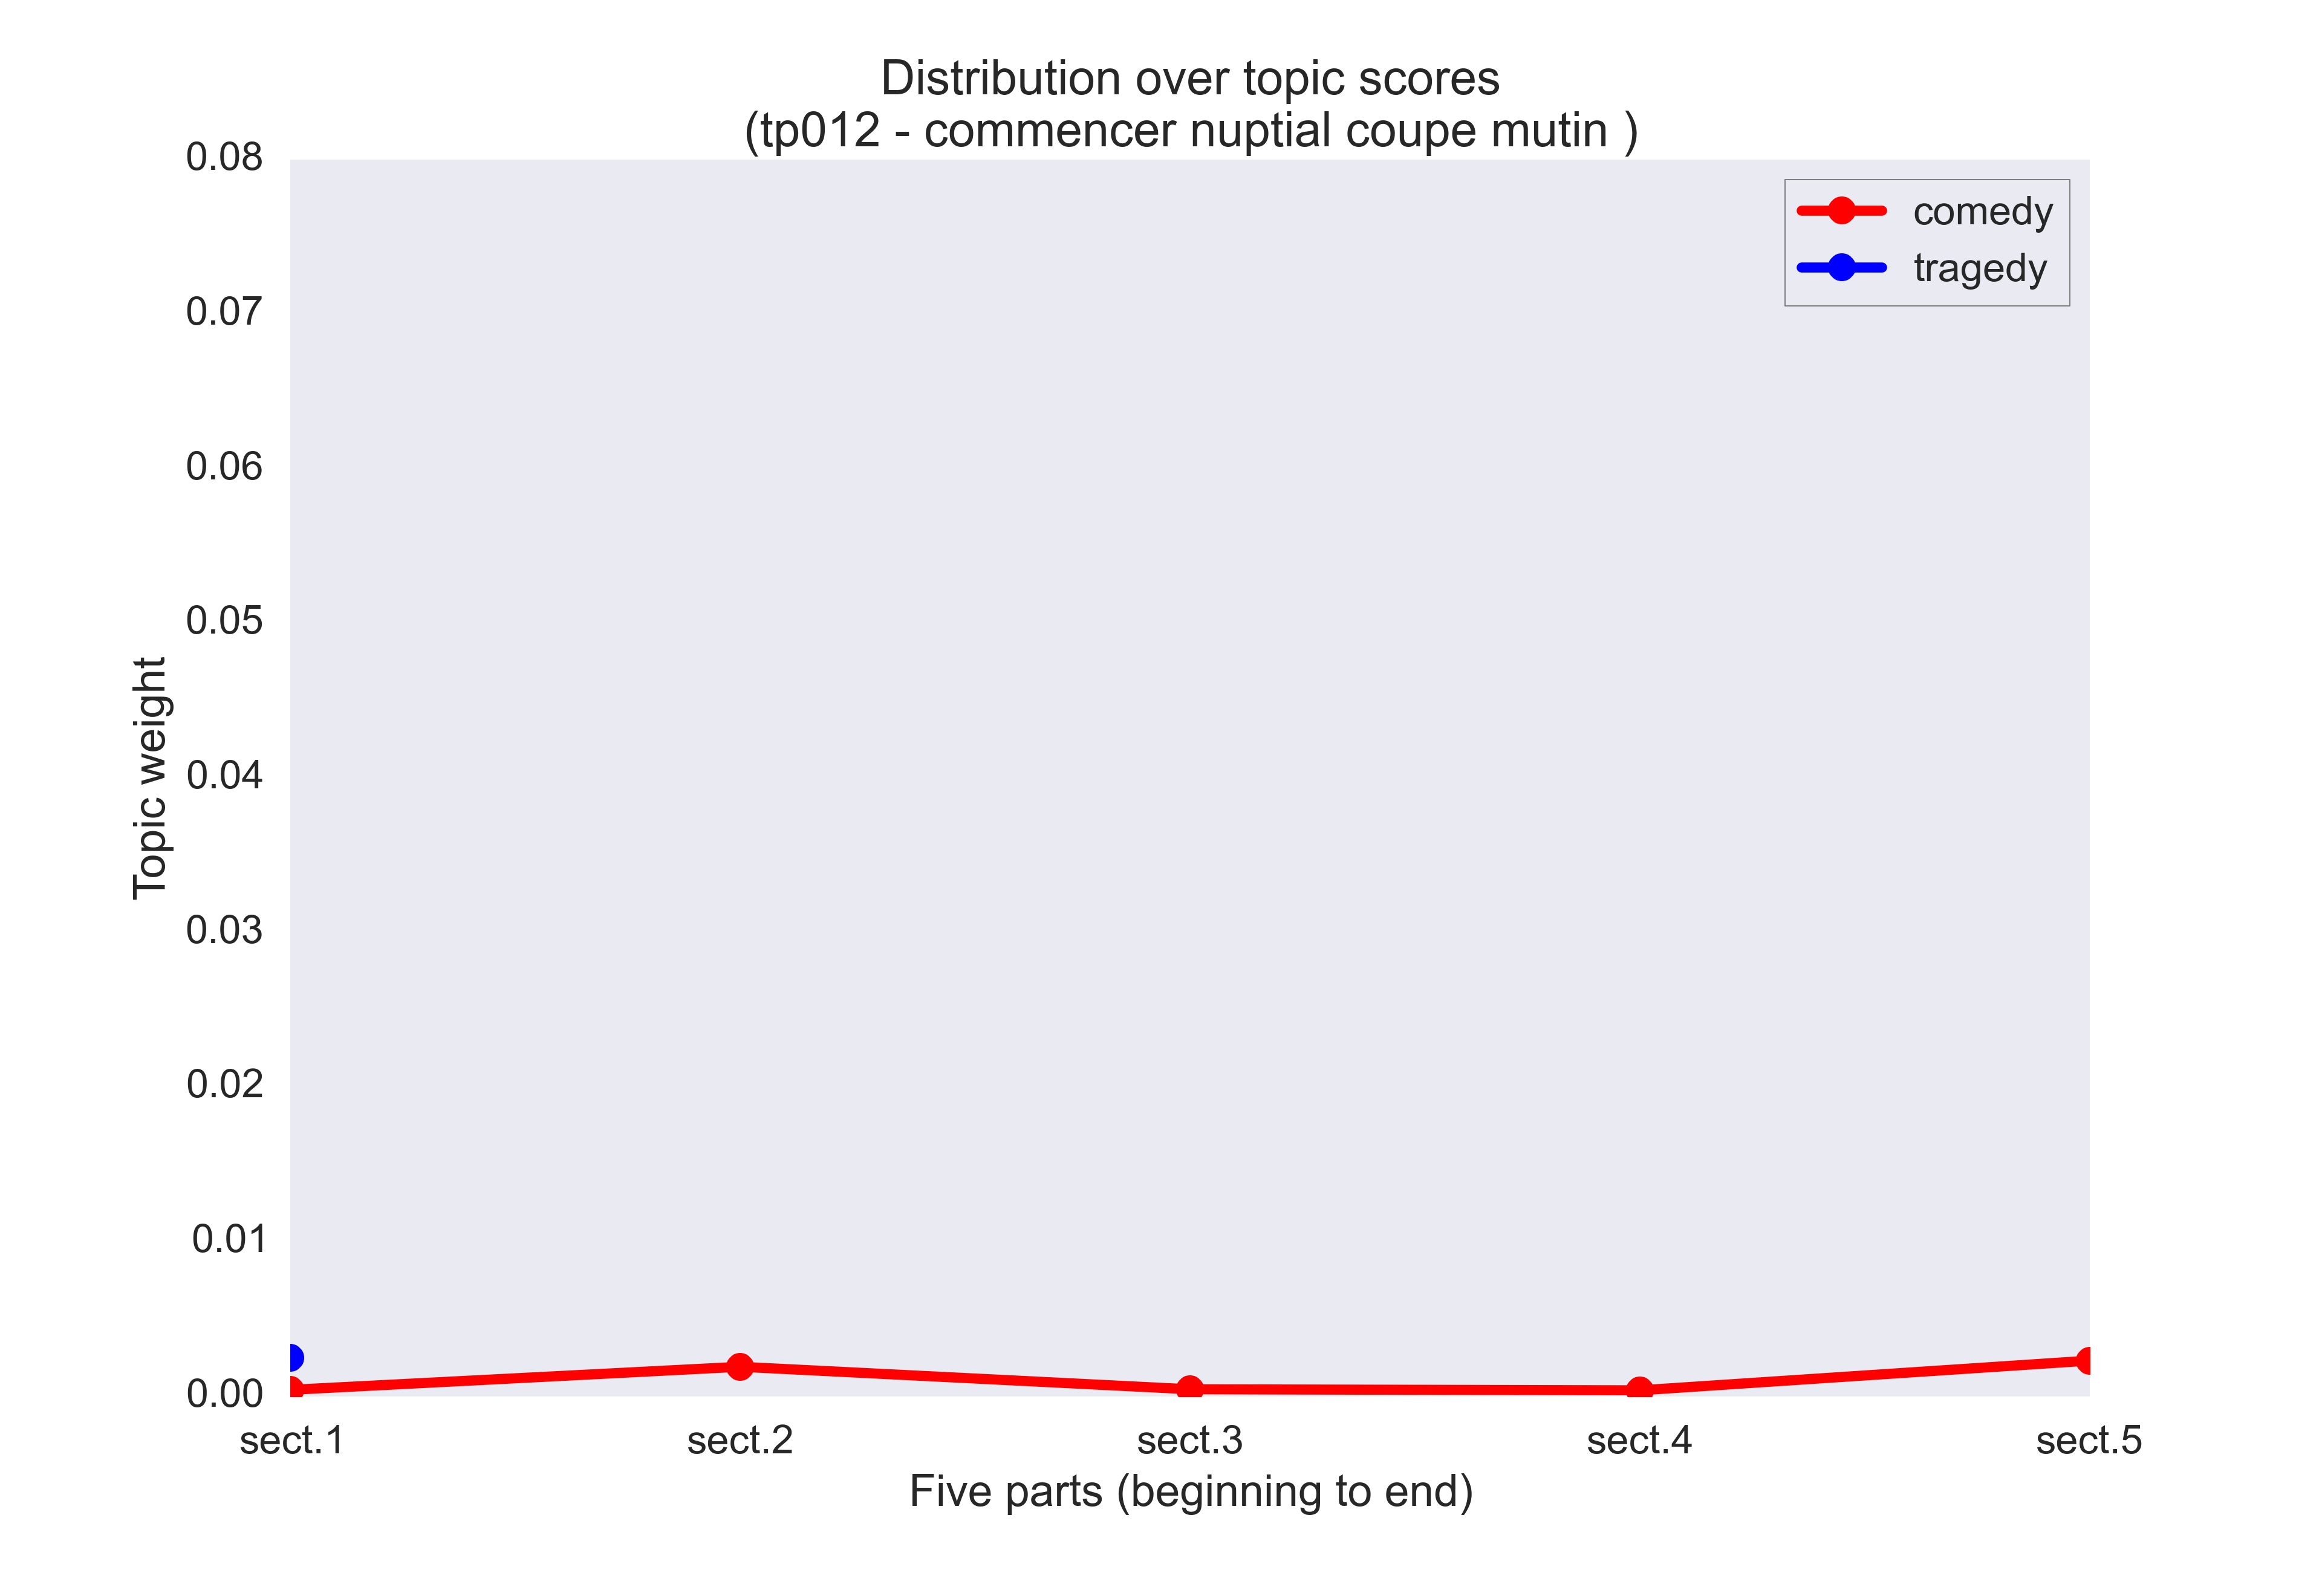 Distribution over topic scores
(tp012 - commencer nuptial coupe mutin )
comedy
tragedy
Topic weight
0.08
0.07
0.06
0.05
0.04
0.03
0.02
0.01
0.00
sect.1 sect.2 sect.3 sect.4 sect.5
Five parts (beginning to end)